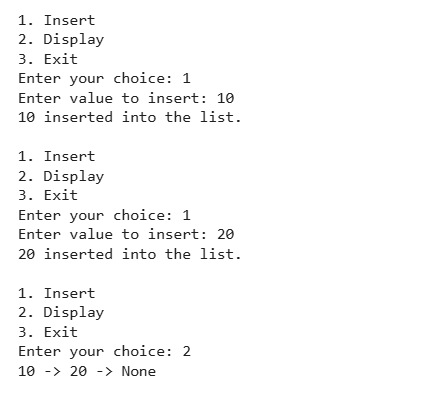 1. Insert
2. Display
3. Exit
Enter your choice: 1
Enter value to insert: 10
10 inserted into the list.
1. Insert
2. Display
3. Exit
Enter your choice: 1
Enter value to insert: 20
20 inserted into the list.
1. Insert
2. Display
3. Exit
Enter your choice: 2
10 -> 20 -> None